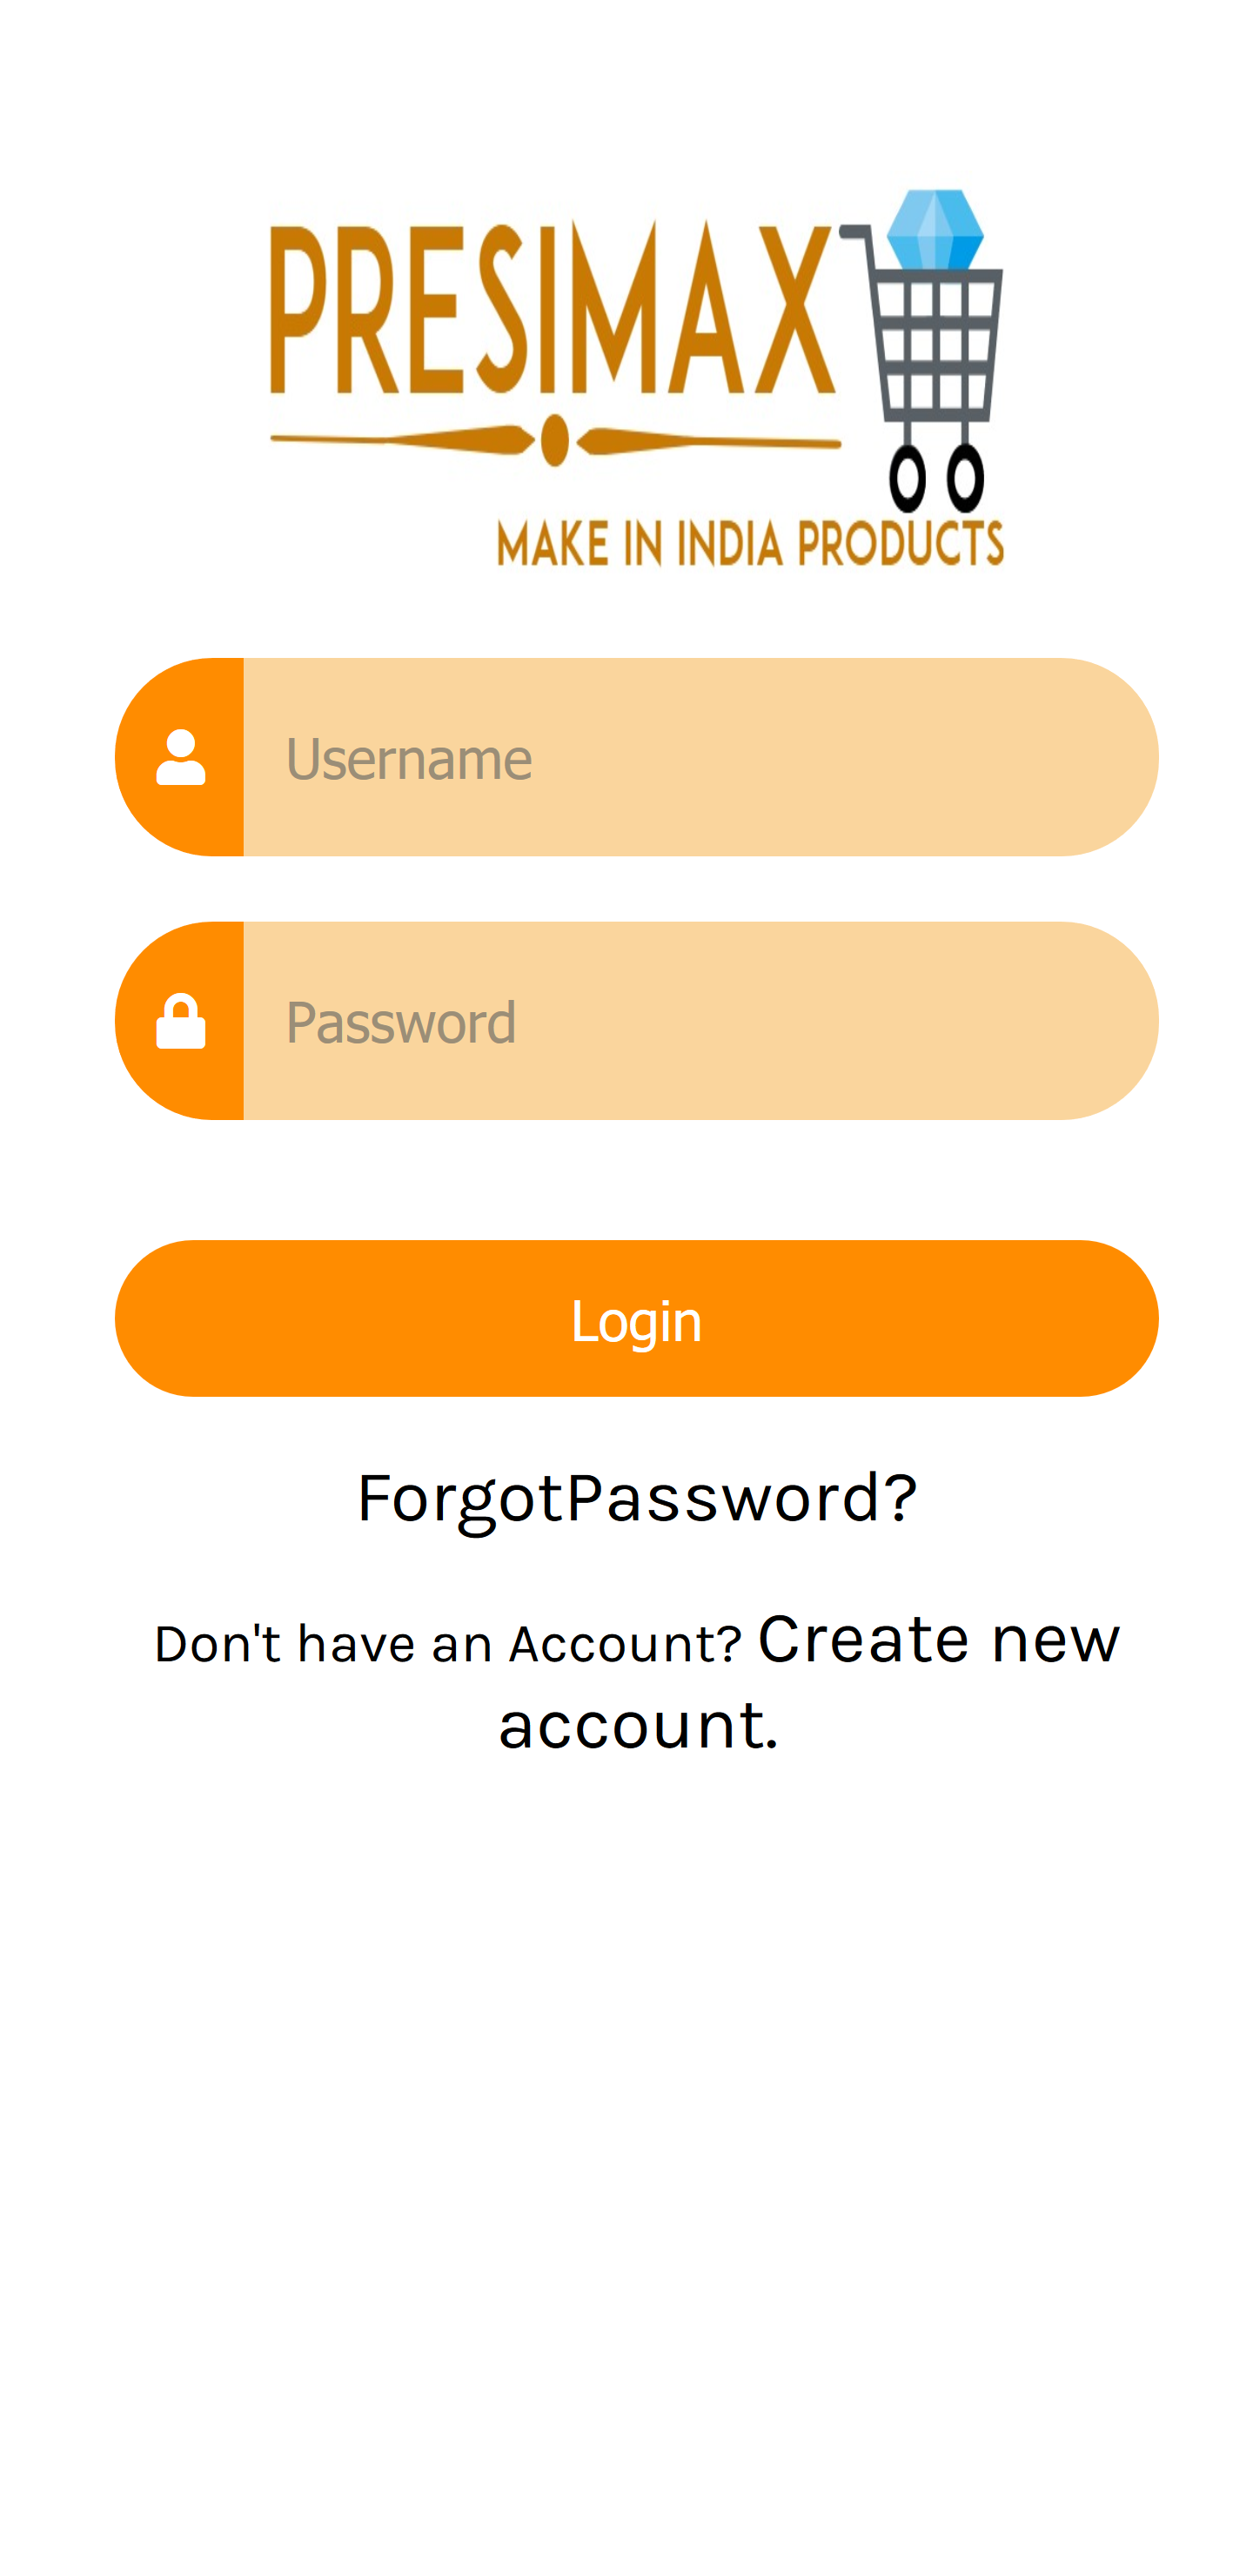 PRESIMAX
MAKE IN INDIA PRODUCTS
Username
Password
Login
ForgotPassword?
Don't have an Account? Create new
account.